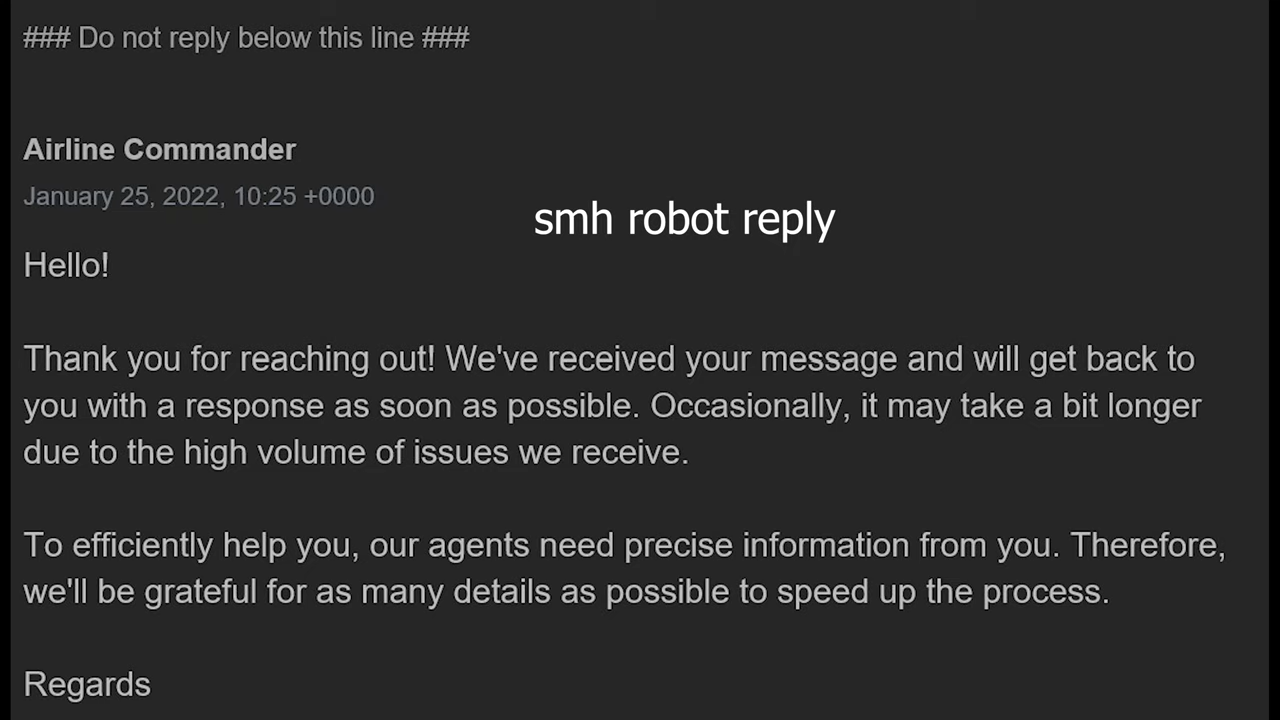 ### Do not reply below this line ###
Airline Commander
January 25, 2022, 10:25 +0000
smh robot reply
Hello!
Thank you for reaching out! We've received your message and will get back to
you with a response as soon as possible. Occasionally, it may take a bit longer
due to the high volume of issues we receive.
To efficiently help you, our agents need precise information from you. Therefore,
we'll be grateful for as many details as possible to speed up the process.
Regards